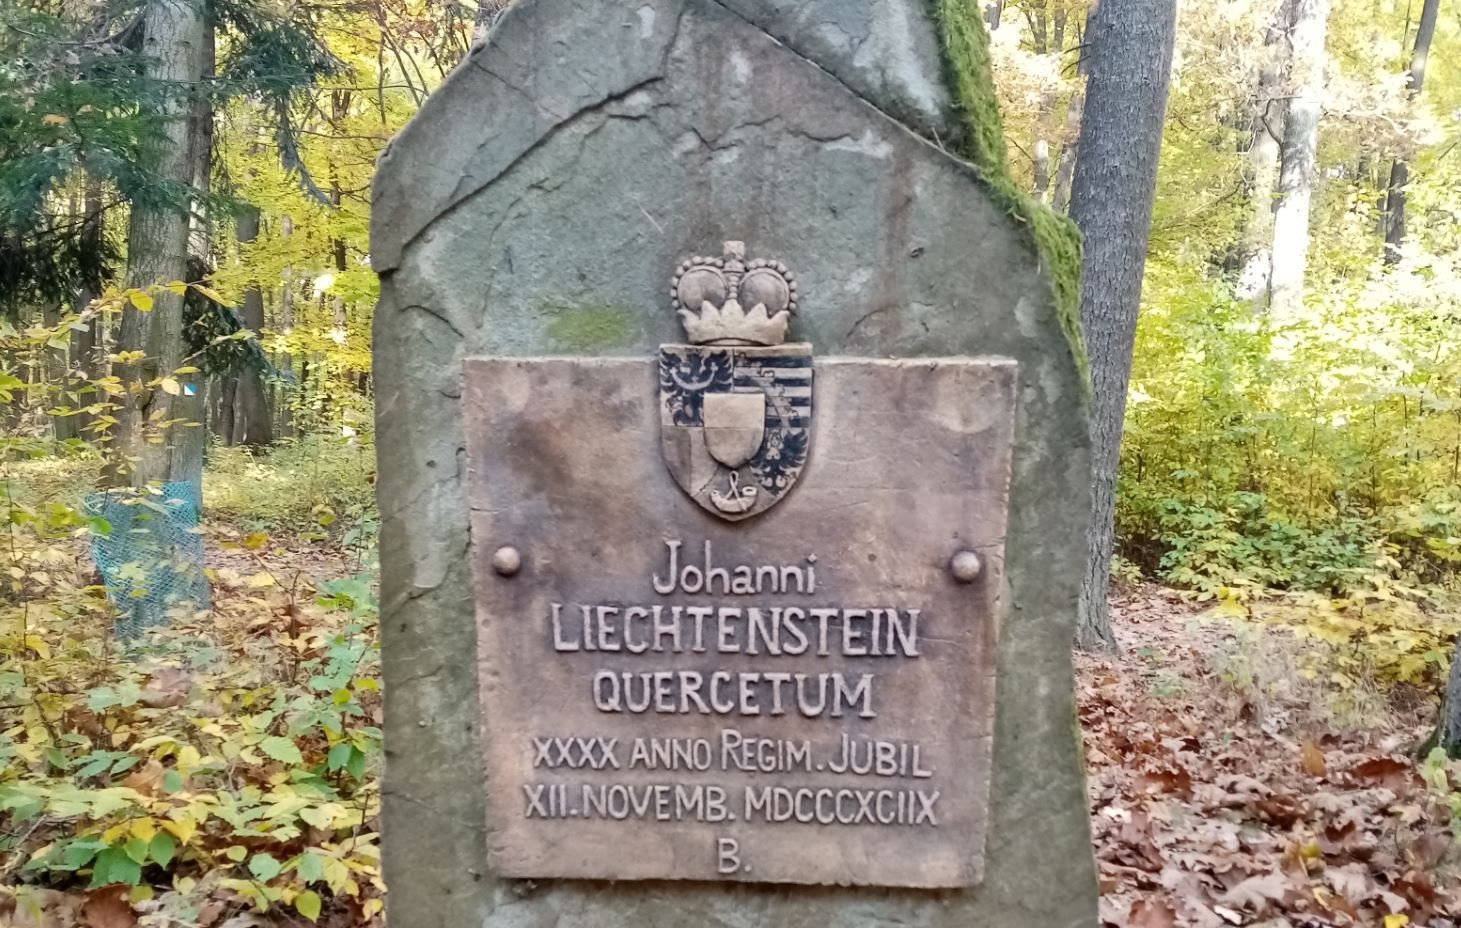 Johanni
LIECHTENSTEIN
QUERCETUM
XXXX ANNO REGIM. JUBIL
XII. NOVEMB. MDCCCXCIIX
B.